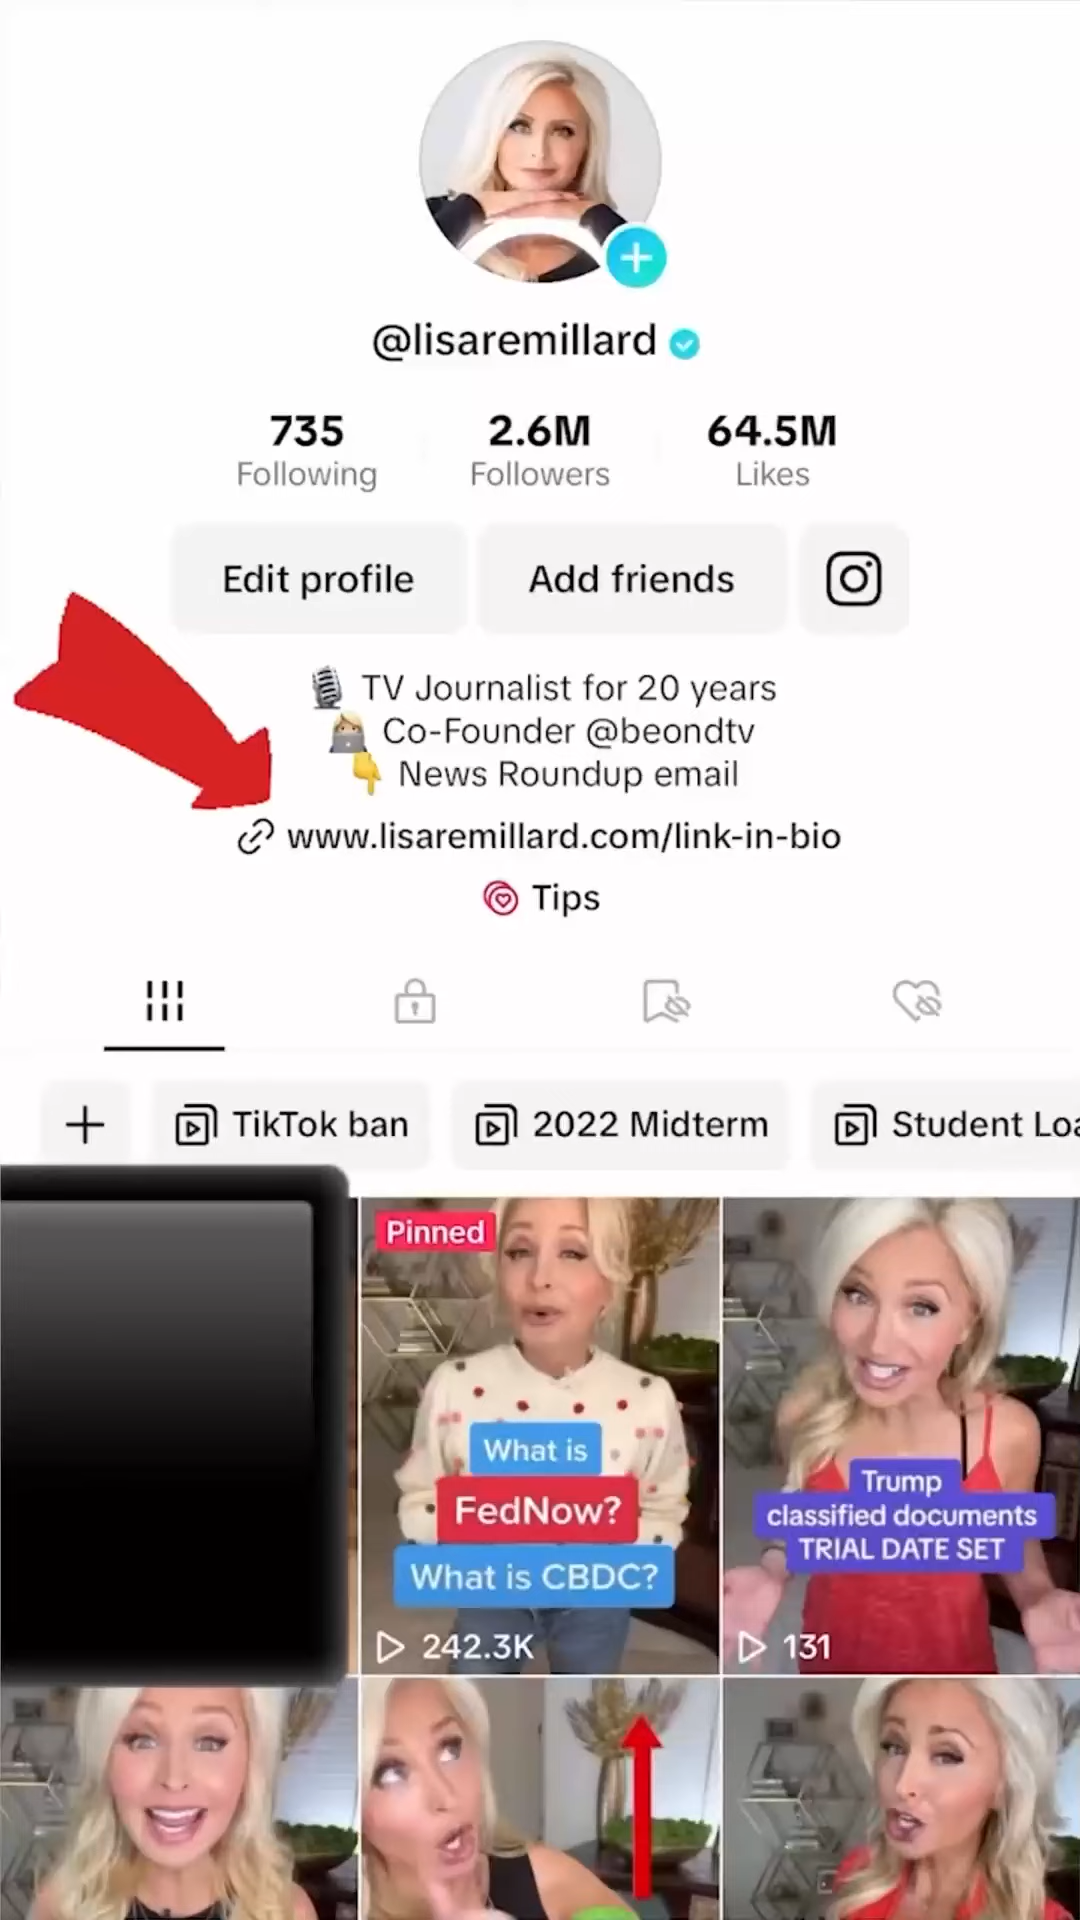 @lisaremillard
735
2.6M
64.5M
Following
Followers
Likes
Edit profile
Add friends
TV Journalist for 20 years
Co-Founder @beondtv
News Roundup email
www.lisaremillard.com/link-in-bio
Tips
TikTok ban
2022 Midterm
Student Loa
Pinned
What is
FedNow?
What is CBDC?
242.3K
Trump
classified documents
TRIAL DATE SET
131